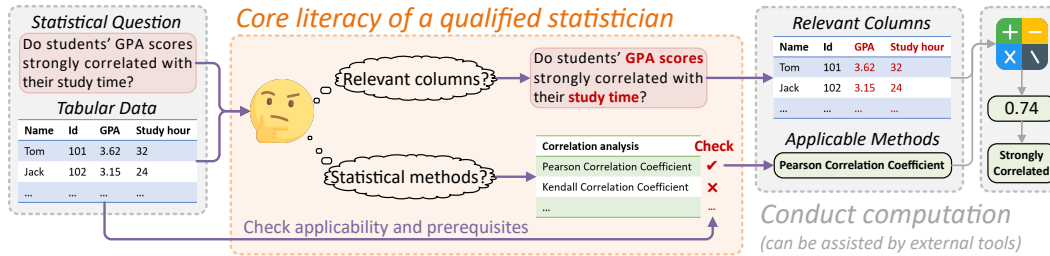 Statistical Question
Do students' GPA scores
strongly correlated with
their study time?
Tabular Data
Name Id GPA Study hour
Tom 101 3.62 32
Jack 102 3.15 24
... ... ... ...
Core literacy of a qualified statistician
Relevant columns?
Do students' GPA scores
strongly correlated with
their study time?
Statistical methods?
Correlation analysis Check
Pearson Correlation Coefficient ✔
Kendall Correlation Coefficient ✖
... ...
Check applicability and prerequisites
Relevant Columns
Name Id GPA Study hour
Tom 101 3.62 32
Jack 102 3.15 24
... ... ... ...
Applicable Methods
Pearson Correlation Coefficient
+ −
x \
0.74
Strongly
Correlated
Conduct computation
(can be assisted by external tools)